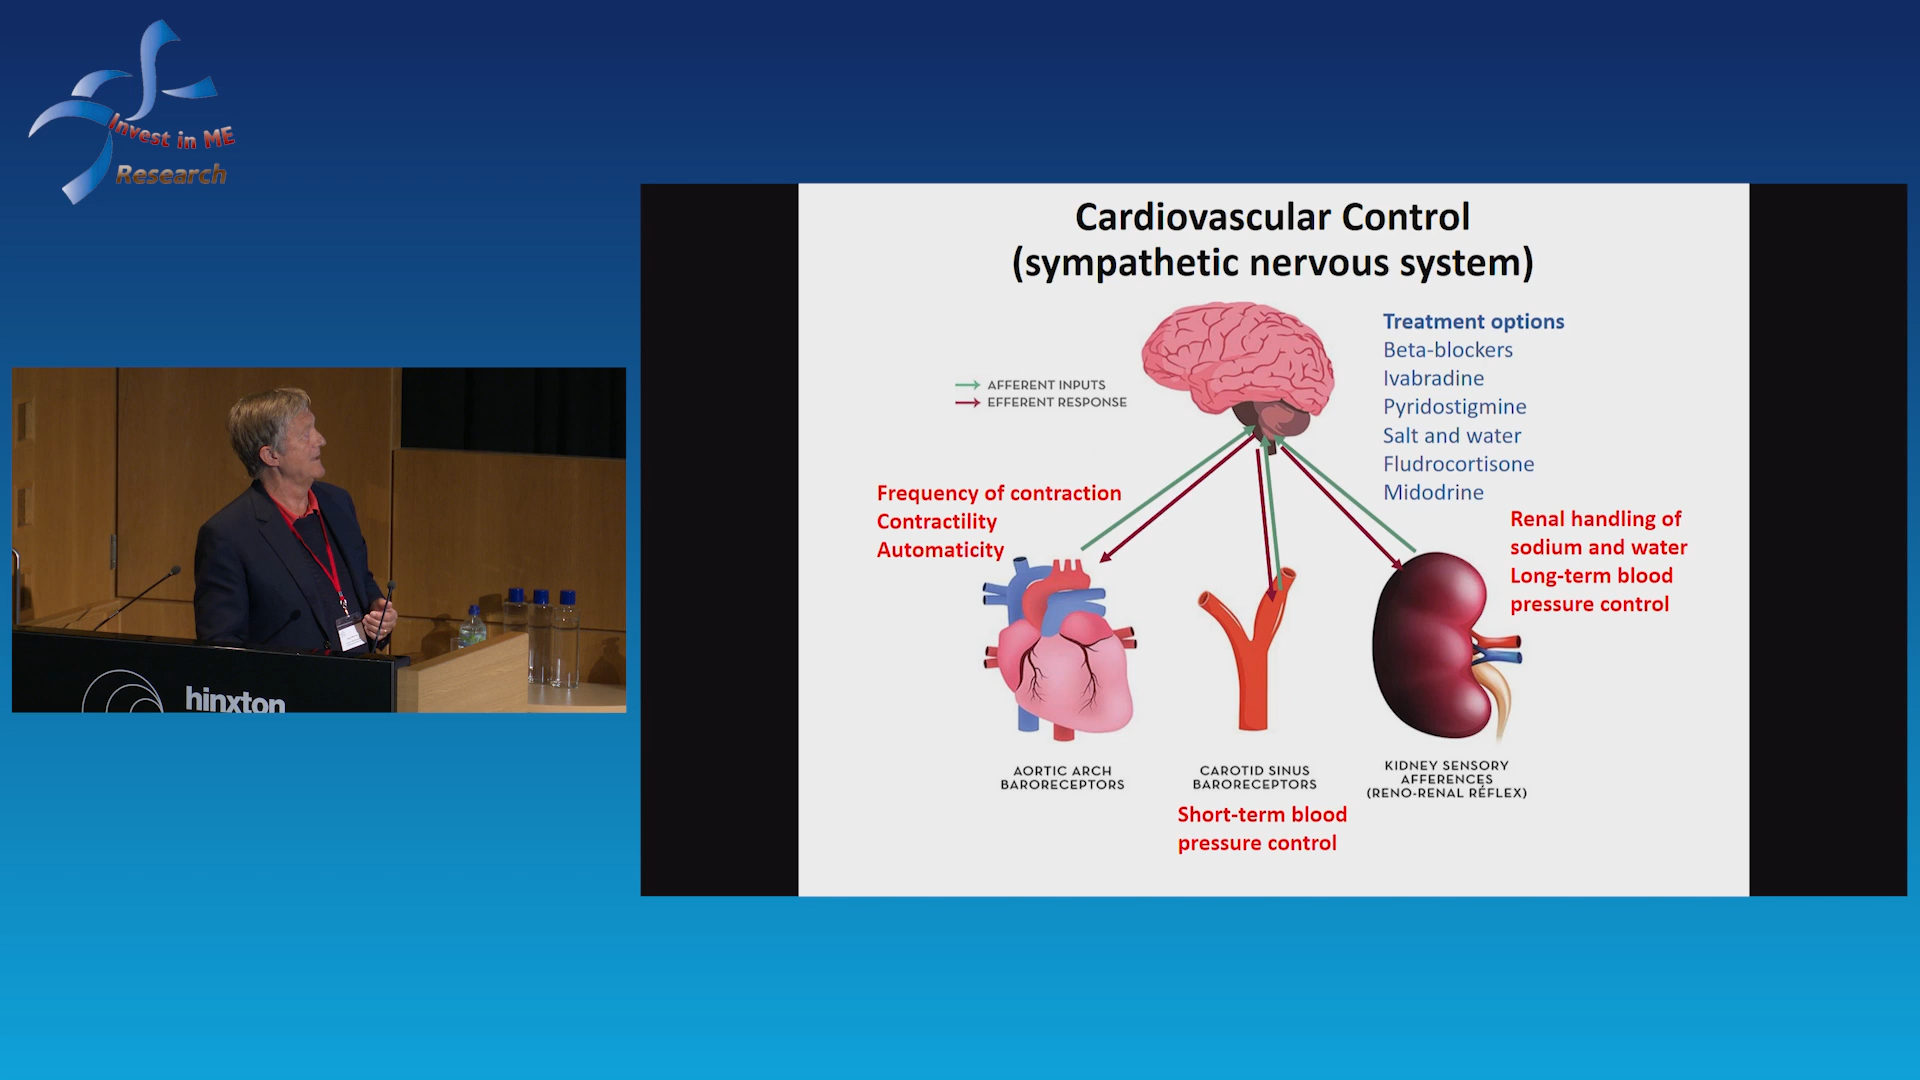 Invest in ME
Research
hinxton
Cardiovascular Control
(sympathetic nervous system)
AFFERENT INPUTS
EFFERENT RESPONSE
Treatment options
Beta-blockers
Ivabradine
Pyridostigmine
Salt and water
Fludrocortisone
Midodrine
Frequency of contraction
Contractility
Automaticity
Renal handling of
sodium and water
Long-term blood
pressure control
AORTIC ARCH
BARORECEPTORS
CAROTID SINUS
BARORECEPTORS
Short-term blood
pressure control
KIDNEY SENSORY
AFFERENCES
(RENO-RENAL RÉFLEX)